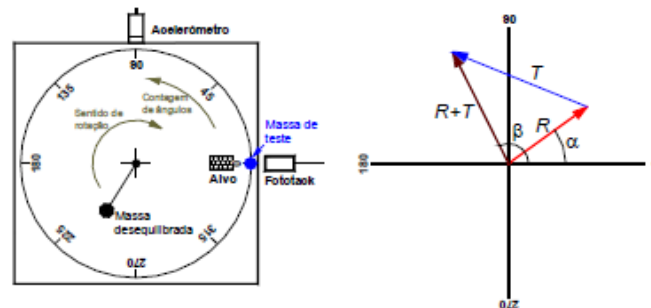 Acelerómetro
90
45
135
Contagem
de ângulos
Sentido de
rotação
Massa de
teste
180
0
Alvo
Fototack
Massa
desequilibrada
225
315
270
90
T
R+T
β
R
α
180
270